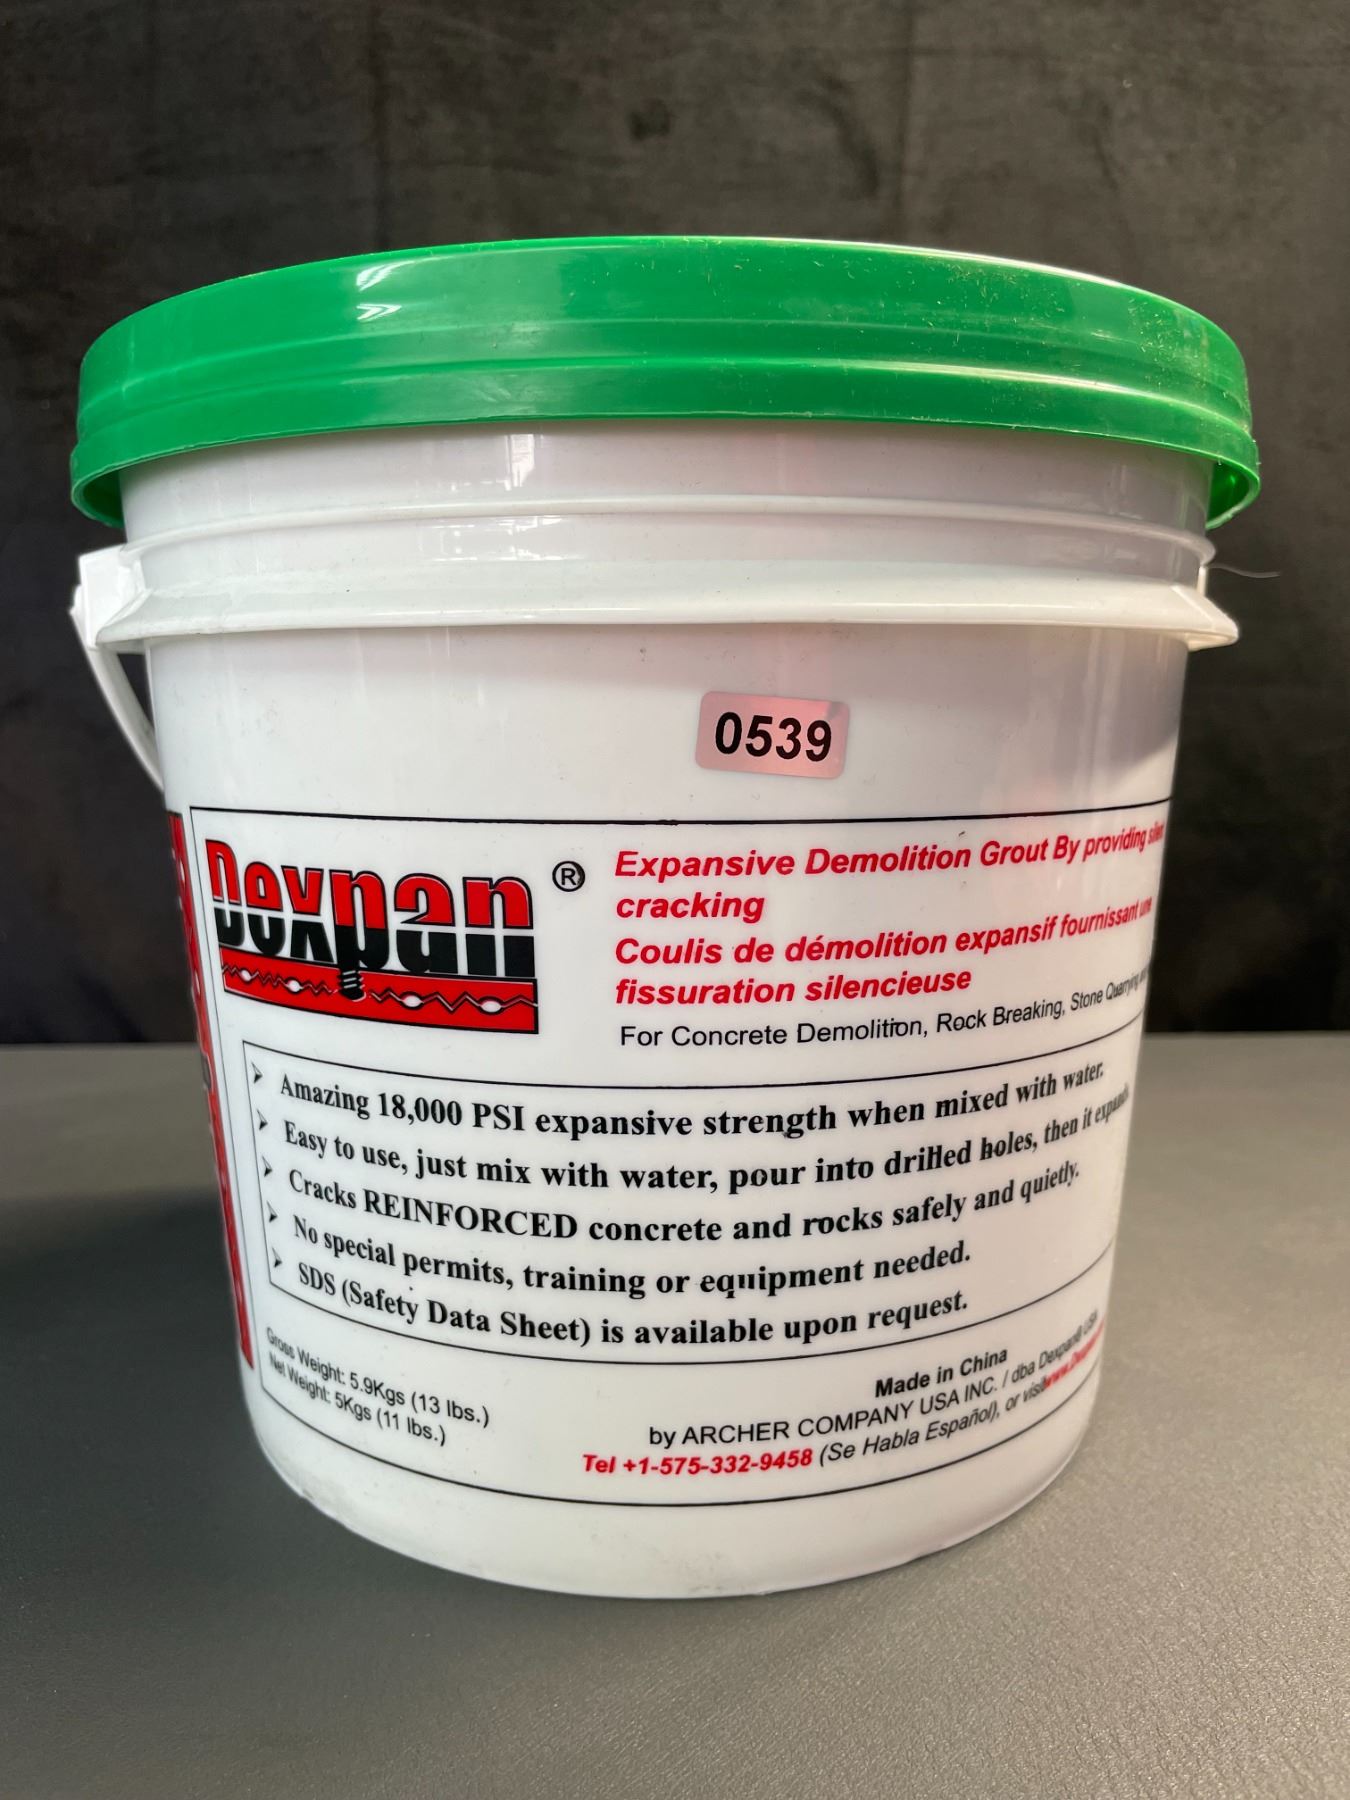 0539
Dexpan ®
Expansive Demolition Grout By providing silent
cracking
Coulis de démolition expansif fournissant une
fissuration silencieuse
For Concrete Demolition, Rock Breaking, Stone Quarrying
➤ Amazing 18,000 PSI expansive strength when mixed with water.
➤ Easy to use, just mix with water, pour into drilled holes, then it expands.
➤ Cracks REINFORCED concrete and rocks safely and quietly.
➤ No special permits, training or equipment needed.
➤ SDS (Safety Data Sheet) is available upon request.
Gross Weight: 5.9Kgs (13 lbs.)
Net Weight: 5Kgs (11 lbs.)
Made in China
by ARCHER COMPANY USA INC. / dba Dexpan® USA
Tel +1-575-332-9458 (Se Habla Español), or visit